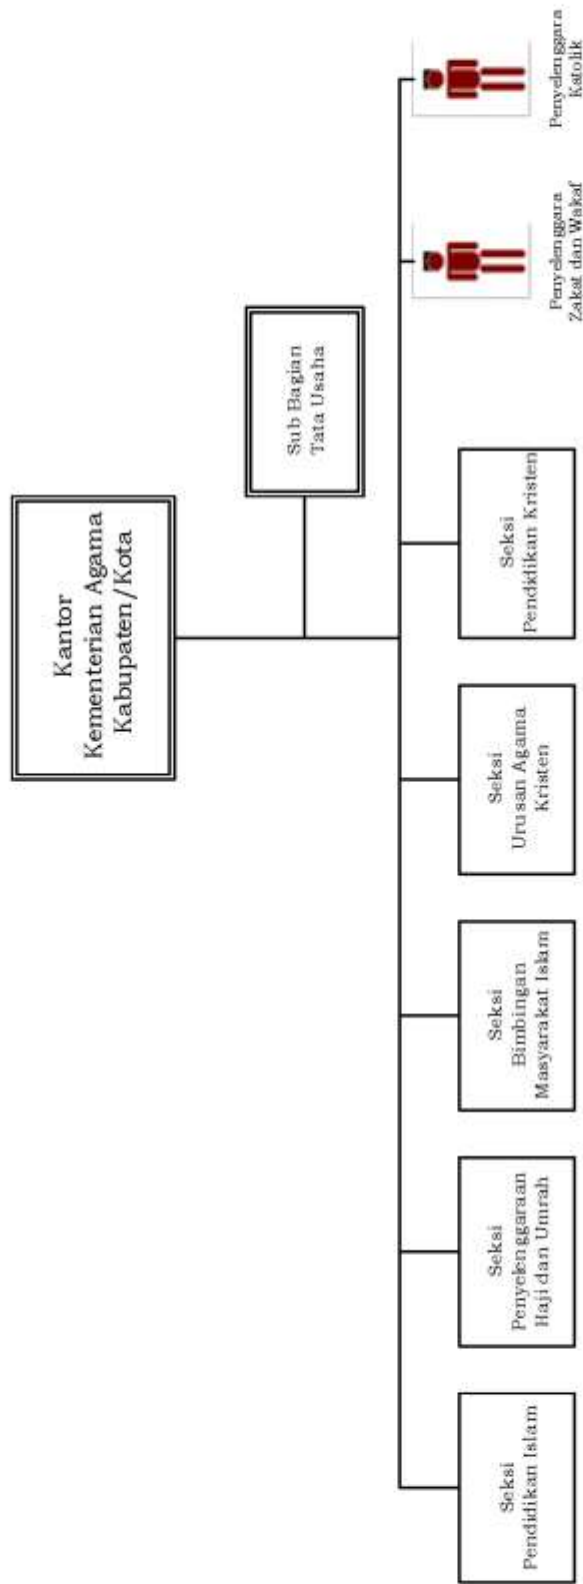 Kantor
Kementerian Agama
Kabupaten/Kota
Sub Bagian
Tata Usaha
Seksi
Pendidikan Islam
Seksi
Penyelenggaraan
Haji dan Umrah
Seksi
Bimbingan
Masyarakat Islam
Seksi
Urusan Agama
Kristen
Seksi
Pendidikan Kristen
Penyelenggara
Zakat dan Wakaf
Penyelenggara
Katolik